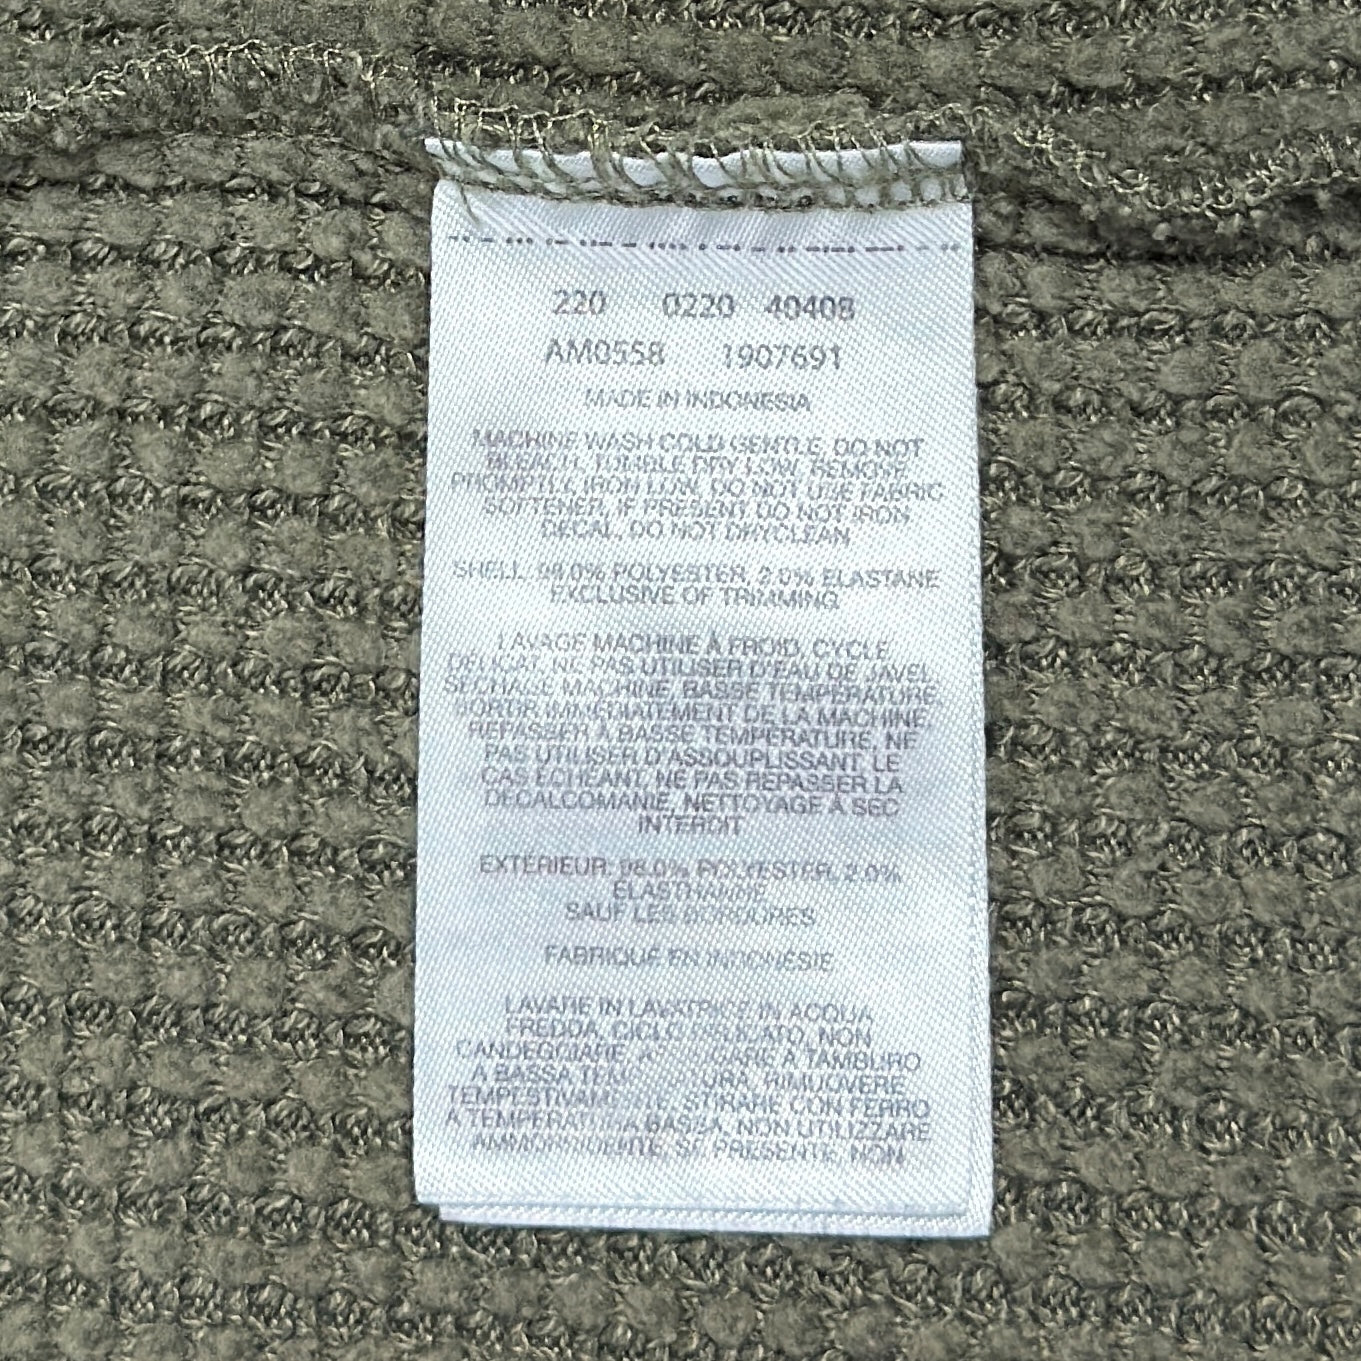 220 0220 40408
AM0558 1907691
MADE IN INDONESIA
MACHINE WASH COLD GENTLE, DO NOT
BLEACH, TUMBLE DRY LOW, REMOVE
PROMPTLY, IRON LOW, DO NOT USE FABRIC
SOFTENER, IF PRESENT DO NOT IRON
DECAL, DO NOT DRYCLEAN
SHELL: 98.0% POLYESTER, 2.0% ELASTANE
EXCLUSIVE OF TRIMMING
LAVAGE MACHINE À FROID, CYCLE
DÉLICAT, NE PAS UTILISER D'EAU DE JAVEL
SÉCHAGE MACHINE, BASSE TEMPÉRATURE
SORTIR IMMÉDIATEMENT DE LA MACHINE,
REPASSER À BASSE TEMPÉRATURE, NE
PAS UTILISER D'ASSOUPLISSANT, LE
CAS ÉCHÉANT, NE PAS REPASSER LA
DÉCALCOMANIE, NETTOYAGE À SEC
INTERDIT
EXTÉRIEUR: 98.0% POLYESTER, 2.0%
ÉLASTHANNE
SAUF LES BORDURES
FABRIQUÉ EN INDONÉSIE
LAVARE IN LAVATRICE IN ACQUA
FREDDA, CICLO DELICATO, NON
CANDEGGIARE, ASCIUGARE A TAMBURO
A BASSA TEMPERATURA, RIMUOVERE
TEMPESTIVAMENTE, STIRARE CON FERRO
A TEMPERATURA BASSA, NON UTILIZZARE
AMMORBIDENTE, SE PRESENTE, NON